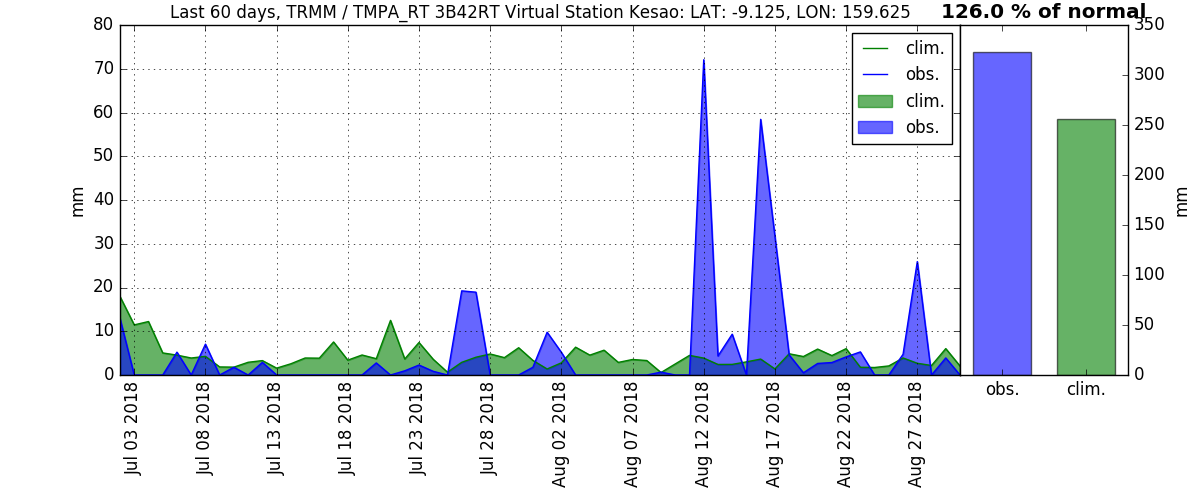 Last 60 days, TRMM / TMPA_RT 3B42RT Virtual Station Kesao: LAT: -9.125, LON: 159.625
126.0 % of normal
80
70
60
50
40
30
20
10
0
mm
clim.
obs.
clim.
obs.
350
300
250
200
150
100
50
0
mm
Jul 03 2018
Jul 08 2018
Jul 13 2018
Jul 18 2018
Jul 23 2018
Jul 28 2018
Aug 02 2018
Aug 07 2018
Aug 12 2018
Aug 17 2018
Aug 22 2018
Aug 27 2018
obs.
clim.